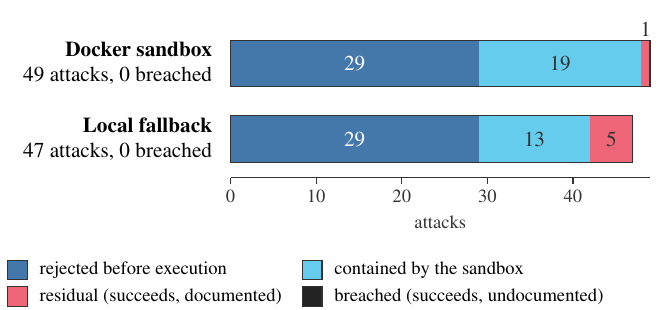 1
Docker sandbox
49 attacks, 0 breached
29
19
Local fallback
47 attacks, 0 breached
29
13
5
0
10
20
30
40
attacks
rejected before execution
contained by the sandbox
residual (succeeds, documented)
breached (succeeds, undocumented)